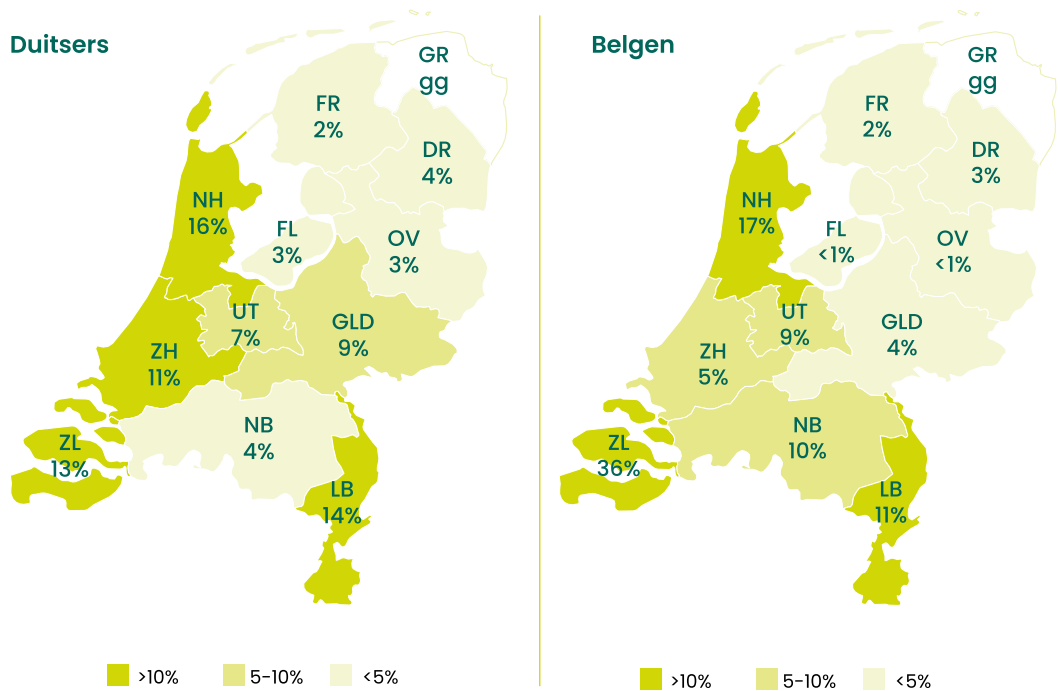 Duitsers
GR
gg
FR
2%
DR
4%
NH
16%
FL
3%
OV
3%
UT
7%
GLD
9%
ZH
11%
NB
4%
ZL
13%
LB
14%
>10%
5-10%
<5%
Belgen
GR
gg
FR
2%
DR
3%
NH
17%
FL
<1%
OV
<1%
UT
9%
GLD
4%
ZH
5%
NB
10%
ZL
36%
LB
11%
>10%
5-10%
<5%